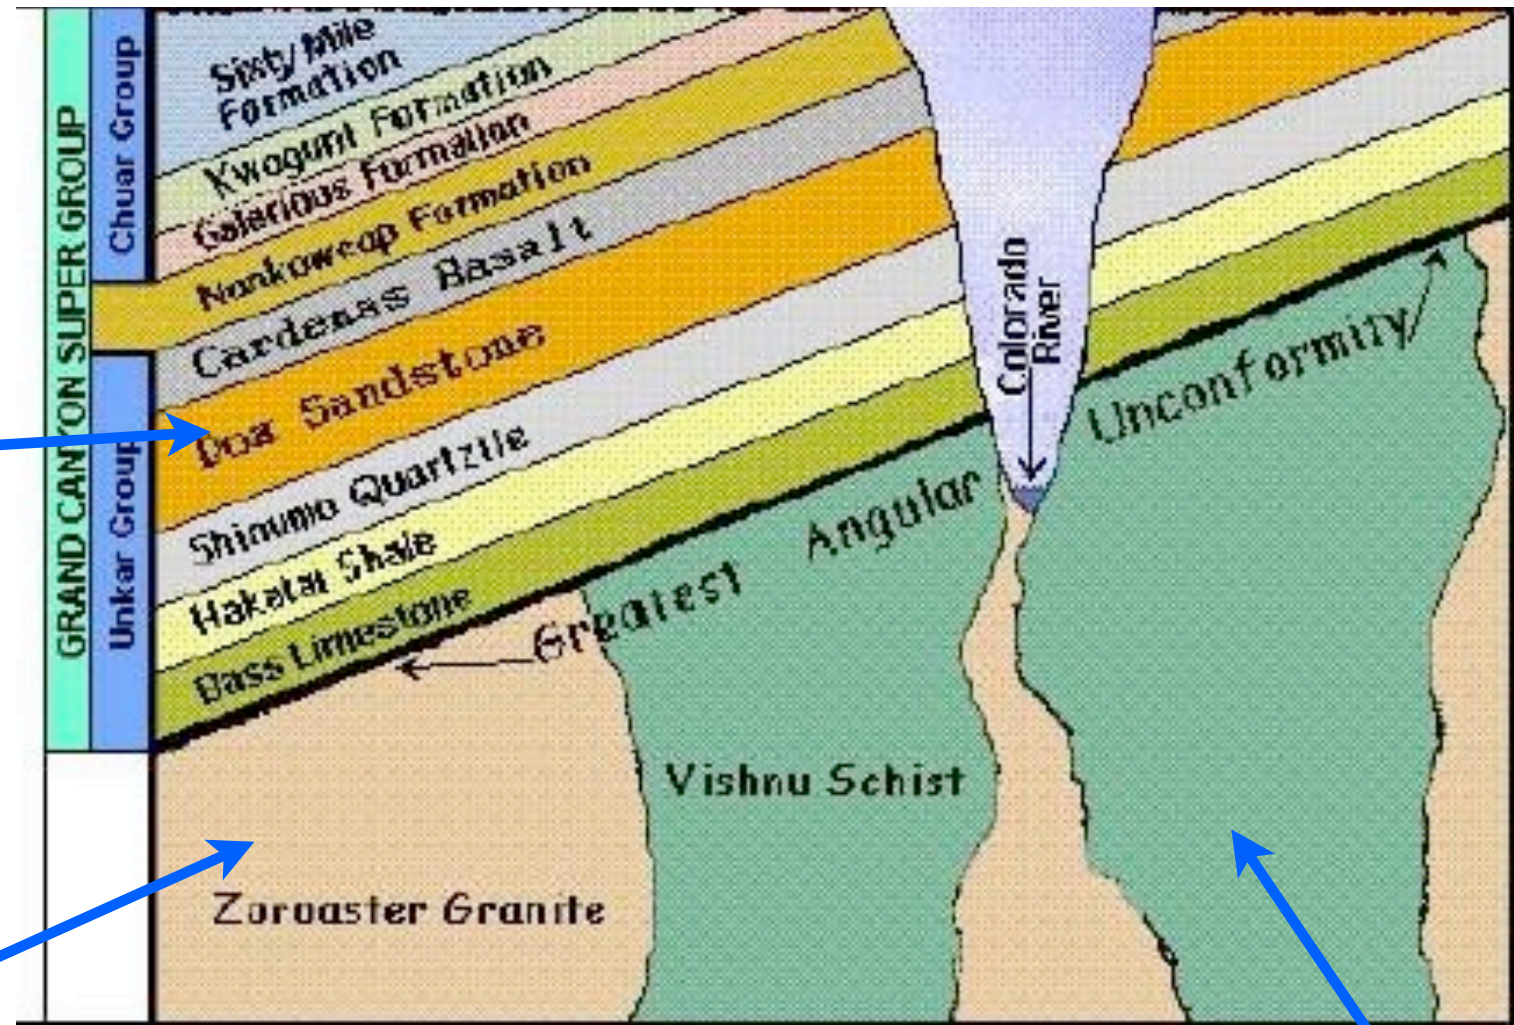 GRAND CANYON SUPER GROUP
Chuar Group
Unkar Group
Sixty Mile
Formation
Kwagunt Formation
Galerious Formation
Nankoweap Formation
Cardenas Basalt
Dox Sandstone
Shinumo Quartzite
Hakatai Shale
Bass Limestone
Colorado
River
Greatest Angular Unconformity
Vishnu Schist
Zoroaster Granite